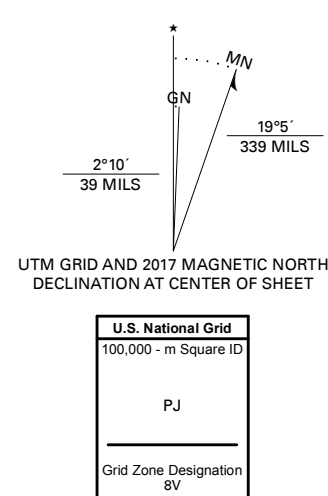 ★
MN
GN
19°5´
339 MILS
2°10´
39 MILS
UTM GRID AND 2017 MAGNETIC NORTH
DECLINATION AT CENTER OF SHEET
U.S. National Grid
100,000 - m Square ID
PJ
Grid Zone Designation
8V